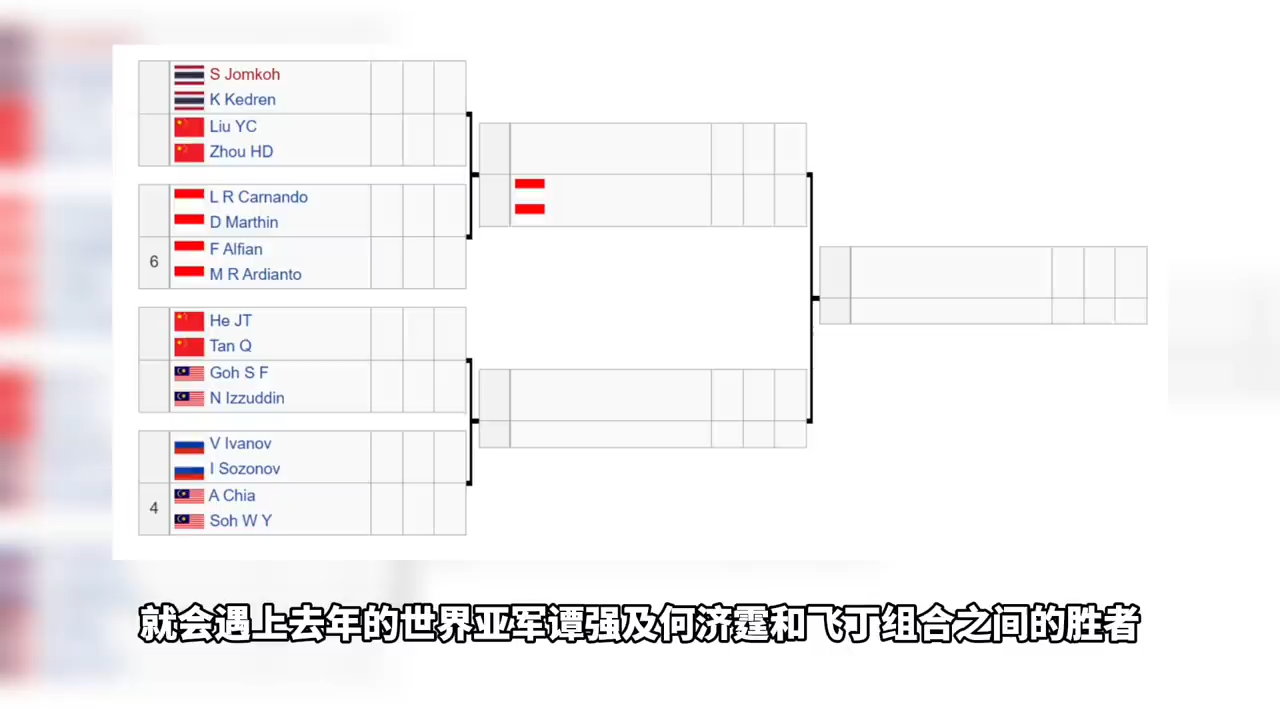 S Jomkoh
K Kedren
Liu YC
Zhou HD
L R Carnando
D Marthin
6
F Alfian
M R Ardianto
He JT
Tan Q
Goh S F
N Izzuddin
V Ivanov
I Sozonov
4
A Chia
Soh W Y
就会遇上去年的世界亚军谭强及何济霆和飞丁组合之间的胜者